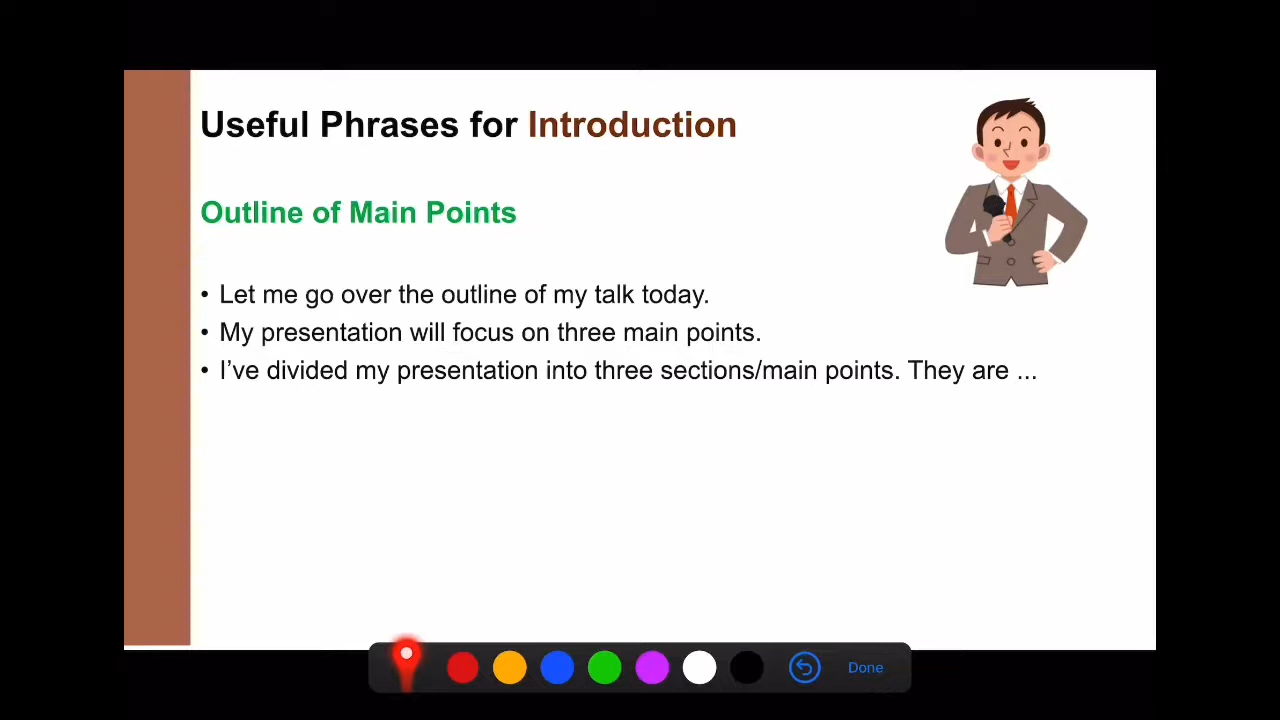 Useful Phrases for Introduction
Outline of Main Points
• Let me go over the outline of my talk today.
• My presentation will focus on three main points.
• I’ve divided my presentation into three sections/main points. They are ...
Done